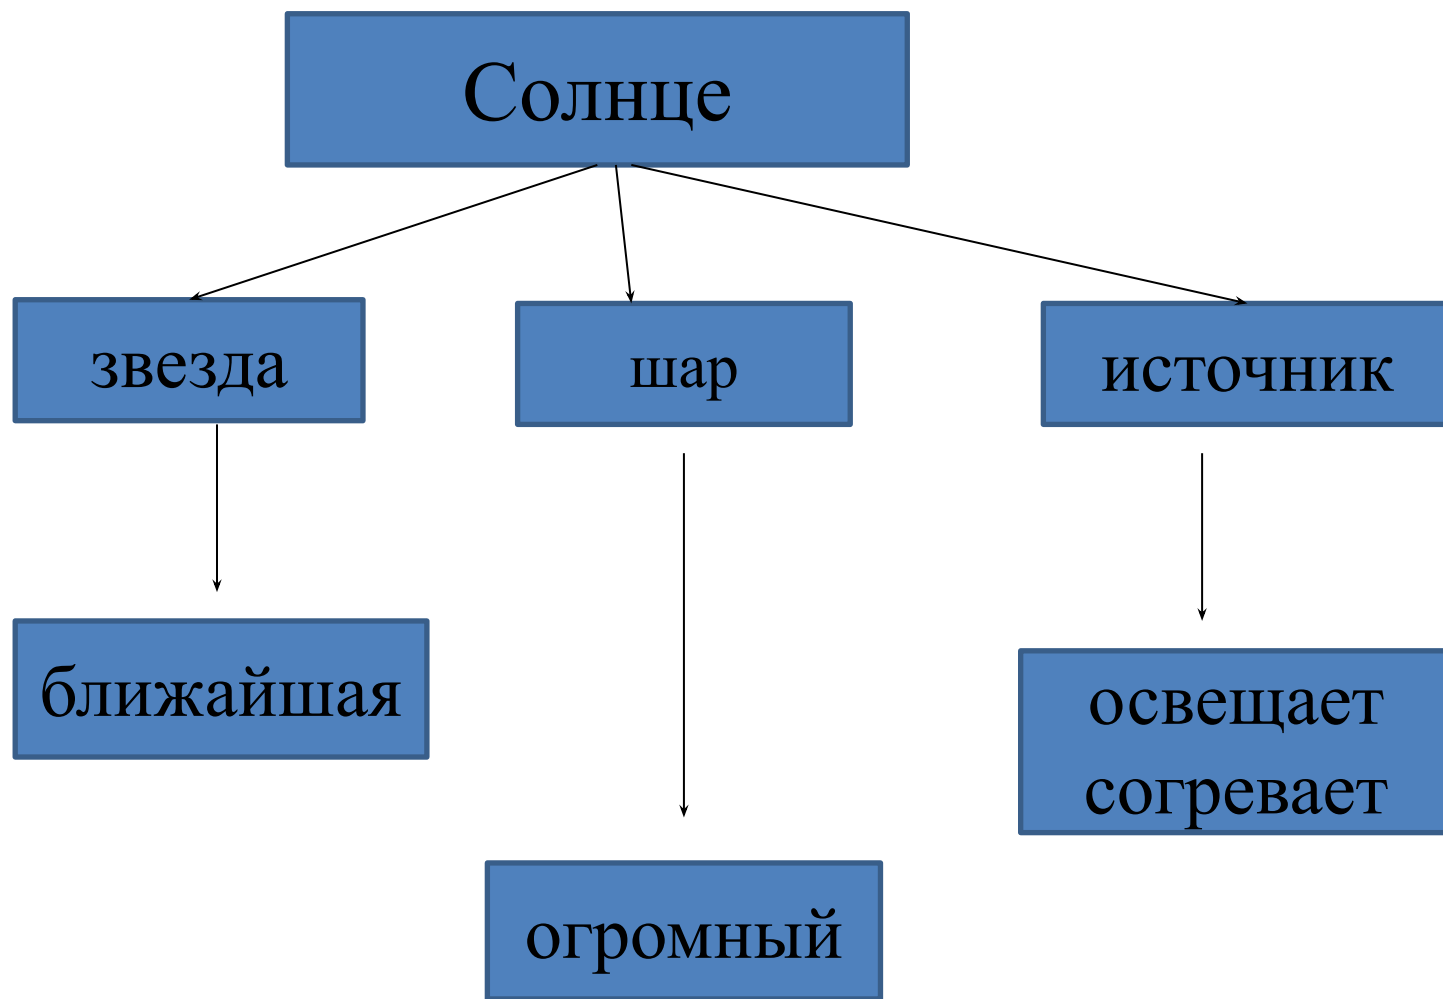 Солнце
звезда
шар
источник
ближайшая
освещает
согревает
огромный